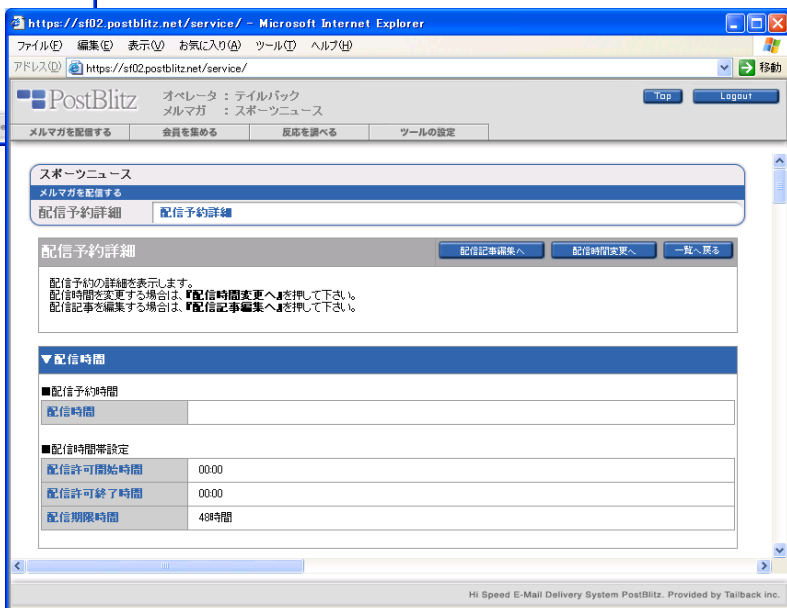 https://sf02.postblitz.net/service/ - Microsoft Internet Explorer
ファイル(F) 編集(E) 表示(V) お気に入り(A) ツール(T) ヘルプ(H)
アドレス(D) https://sf02.postblitz.net/service/ 移動
PostBlitz オペレータ : テイルバック Top Logout
メルマガ : スポーツニュース
メルマガを配信する 会員を集める 反応を調べる ツールの設定
スポーツニュース
メルマガを配信する
配信予約詳細 配信予約詳細
配信予約詳細 配信記事編集へ 配信時間変更へ 一覧へ戻る
配信予約の詳細を表示します。
配信時間を変更する場合は、『配信時間変更へ』を押して下さい。
配信記事を編集する場合は、『配信記事編集へ』を押して下さい。
▼配信時間
■配信予約時間
配信時間
■配信時間帯設定
配信許可開始時間 00:00
配信許可終了時間 00:00
配信期限時間 48時間
Hi Speed E-Mail Delivery System PostBlitz. Provided by Tailback inc.